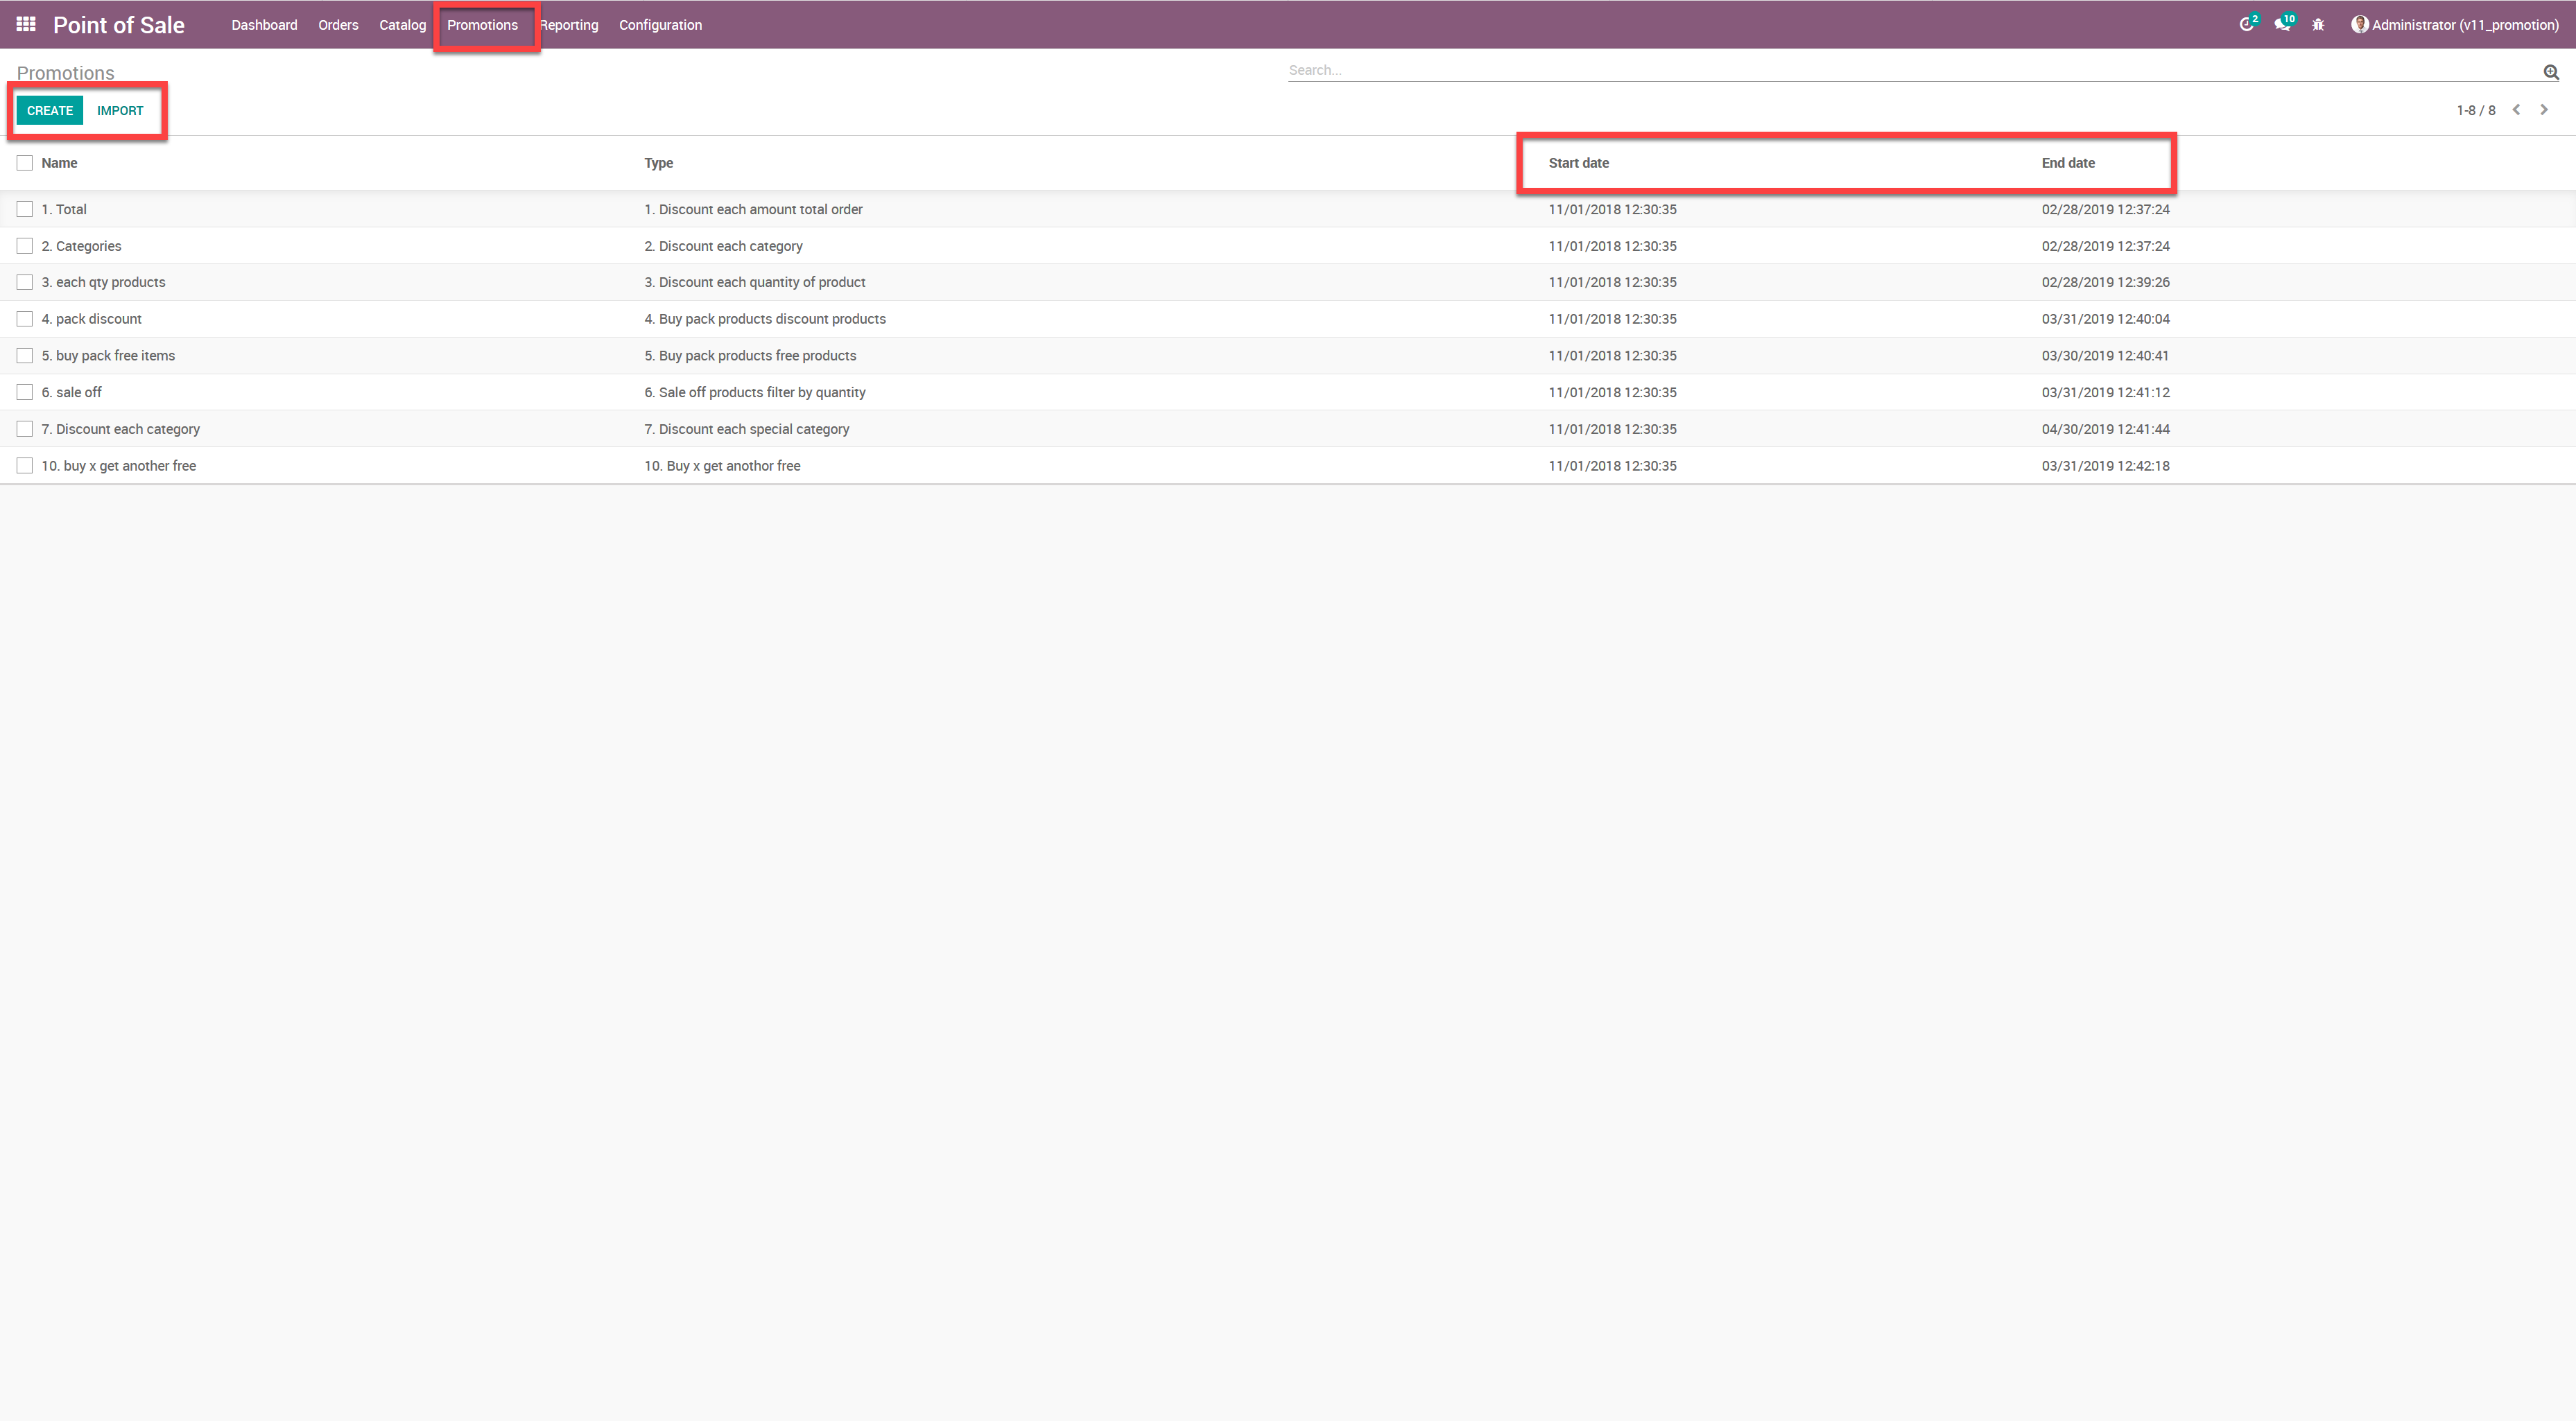 Point of Sale Dashboard Orders Catalog Promotions Reporting Configuration 2 10 Administrator (v11_promotion)
Promotions Search...
CREATE IMPORT 1-8 / 8
Name Type Start date End date
1. Total 1. Discount each amount total order 11/01/2018 12:30:35 02/28/2019 12:37:24
2. Categories 2. Discount each category 11/01/2018 12:30:35 02/28/2019 12:37:24
3. each qty products 3. Discount each quantity of product 11/01/2018 12:30:35 02/28/2019 12:39:26
4. pack discount 4. Buy pack products discount products 11/01/2018 12:30:35 03/31/2019 12:40:04
5. buy pack free items 5. Buy pack products free products 11/01/2018 12:30:35 03/30/2019 12:40:41
6. sale off 6. Sale off products filter by quantity 11/01/2018 12:30:35 03/31/2019 12:41:12
7. Discount each category 7. Discount each special category 11/01/2018 12:30:35 04/30/2019 12:41:44
10. buy x get anothor free 10. Buy x get anothor free 11/01/2018 12:30:35 03/31/2019 12:42:18